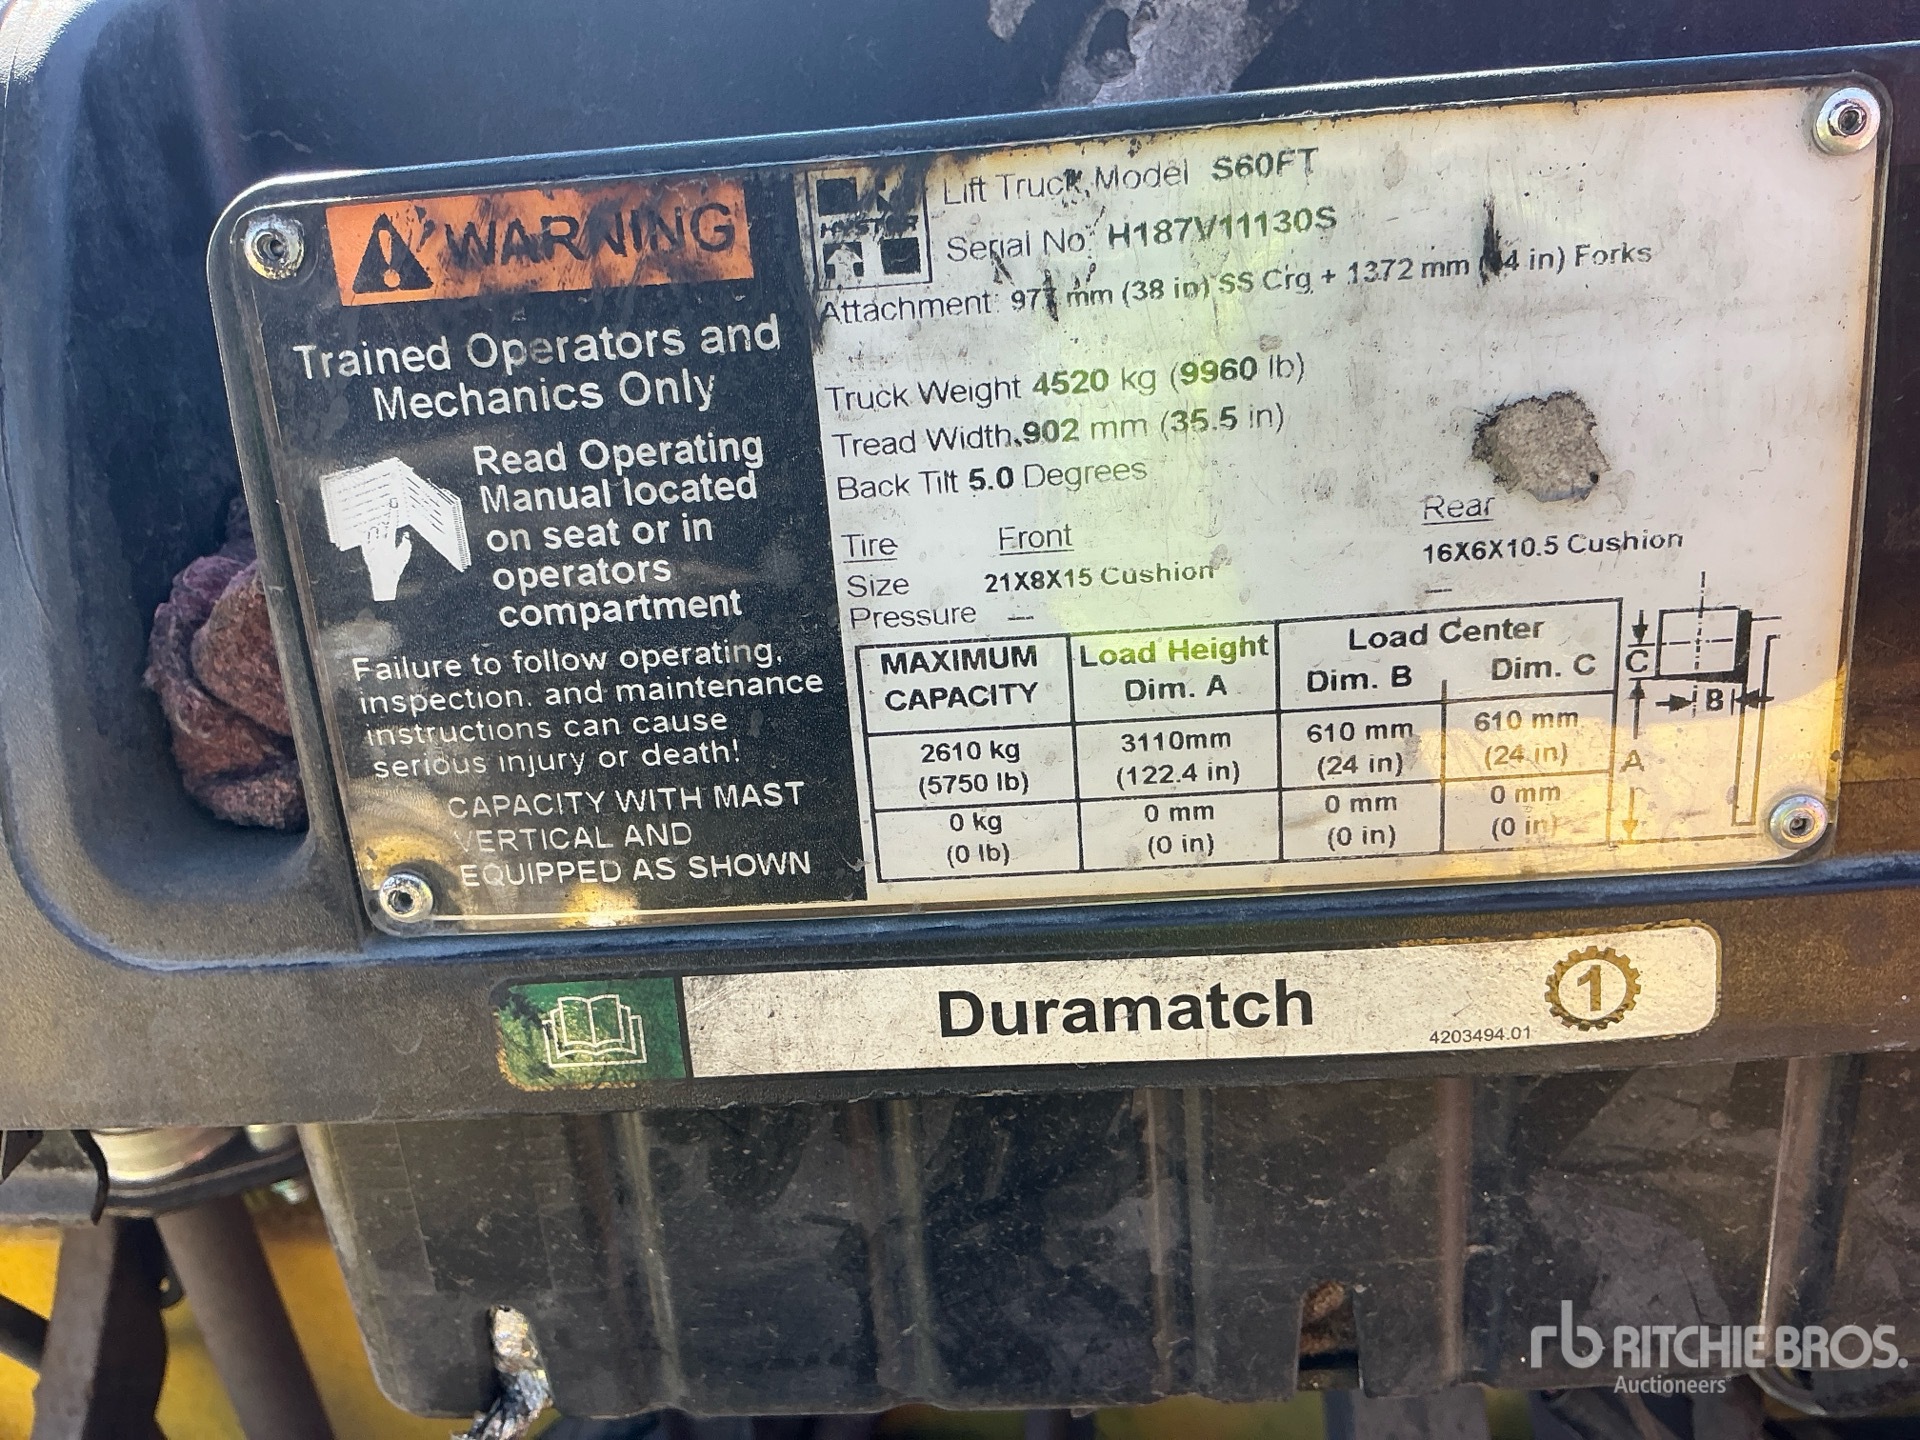 WARNING
Trained Operators and
Mechanics Only
Read Operating
Manual located
on seat or in
operators
compartment
Failure to follow operating,
inspection, and maintenance
instructions can cause
serious injury or death!
CAPACITY WITH MAST
VERTICAL AND
EQUIPPED AS SHOWN
HYSTER
Lift Truck Model S60FT
Serial No: H187V11130S
Attachment: mm (38 in) SS Crg + 1372 mm in) Forks
Truck Weight 4520 kg (9960 lb)
Tread Width 902 mm (35.5 in)
Back Tilt 5.0 Degrees
Tire Front Rear
Size 21X8X15 Cushion 16X6X10.5 Cushion
Pressure — —
MAXIMUM CAPACITY Load Height Dim. A Load Center Dim. B Dim. C
2610 kg 3110mm 610 mm 610 mm
(5750 lb) (122.4 in) (24 in) (24 in)
0 kg 0 mm 0 mm 0 mm
(0 lb) (0 in) (0 in) (0 in)
C
B
A
Duramatch
4203494.01
1
rb RITCHIE BROS.
Auctioneers